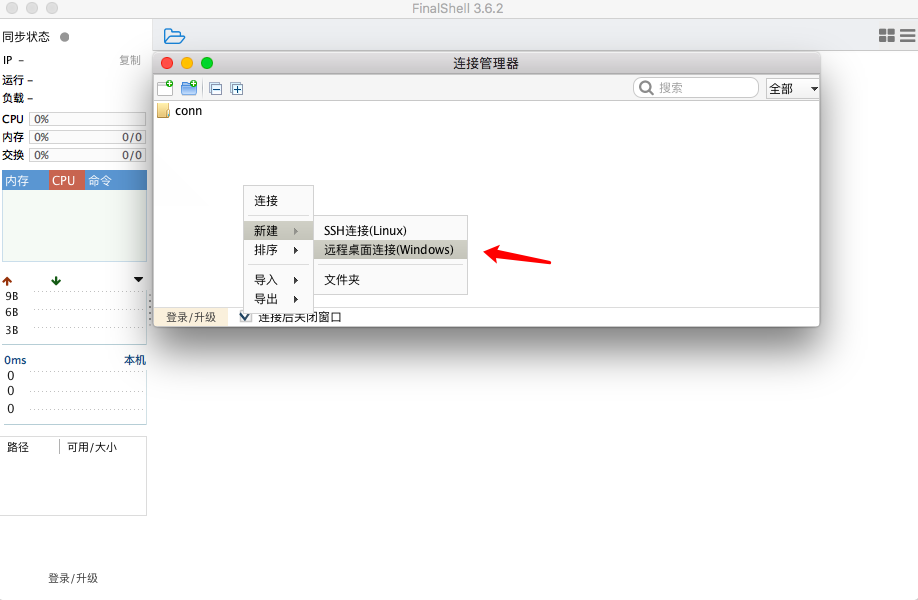 FinalShell 3.6.2
同步状态
IP –
复制
运行 –
负载 –
CPU 0%
内存 0% 0/0
交换 0% 0/0
内存 CPU 命令
9B
6B
3B
0ms 本机
0
0
0
路径 可用/大小
登录/升级
连接管理器
搜索
全部
conn
连接
新建
排序
导入
导出
SSH连接(Linux)
远程桌面连接(Windows)
文件夹
登录/升级
连接后关闭窗口